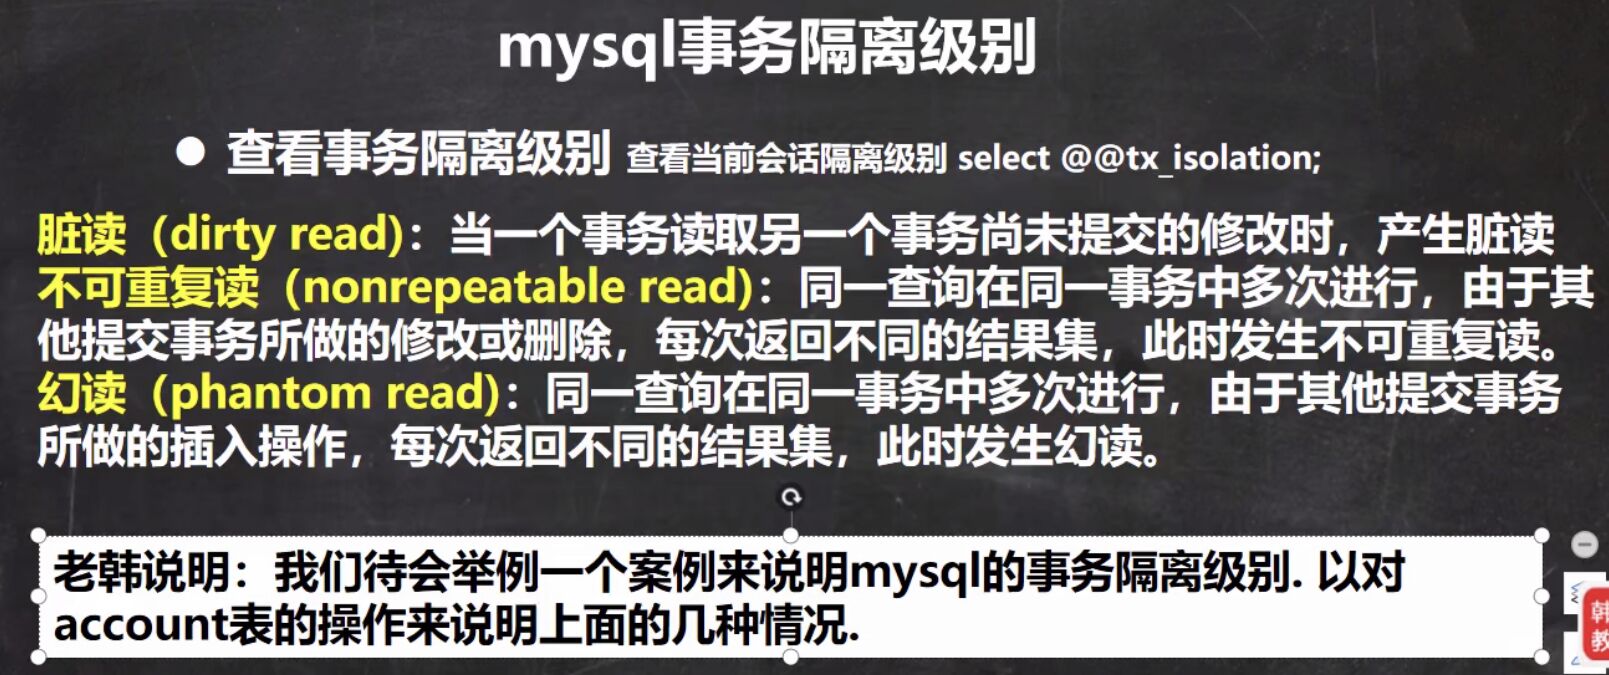 mysql事务隔离级别
● 查看事务隔离级别 查看当前会话隔离级别 select @@tx_isolation;
脏读（dirty read)：当一个事务读取另一个事务尚未提交的修改时，产生脏读
不可重复读（nonrepeatable read)：同一查询在同一事务中多次进行，由于其
他提交事务所做的修改或删除，每次返回不同的结果集，此时发生不可重复读。
幻读（phantom read)：同一查询在同一事务中多次进行，由于其他提交事务
所做的插入操作，每次返回不同的结果集，此时发生幻读。
老韩说明：我们待会举例一个案例来说明mysql的事务隔离级别. 以对
account表的操作来说明上面的几种情况.
韩
教